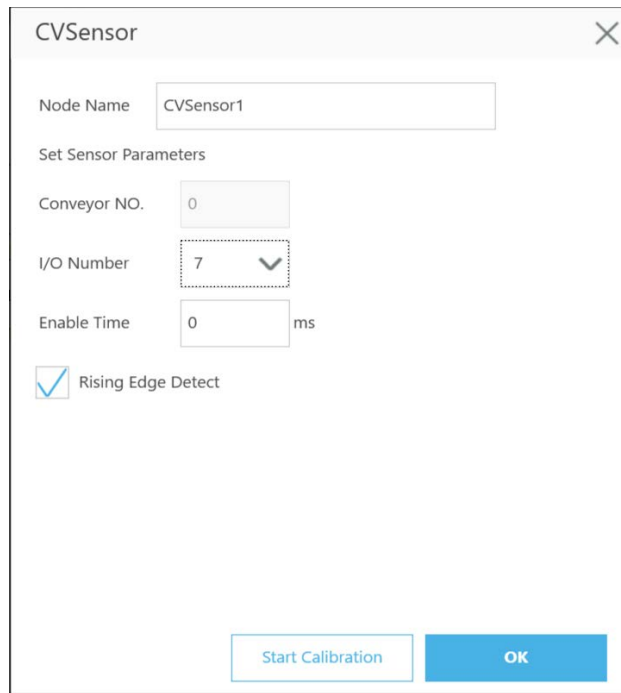 CVSensor
Node Name CVSensor1
Set Sensor Parameters
Conveyor NO. 0
I/O Number 7
Enable Time 0 ms
Rising Edge Detect
Start Calibration OK